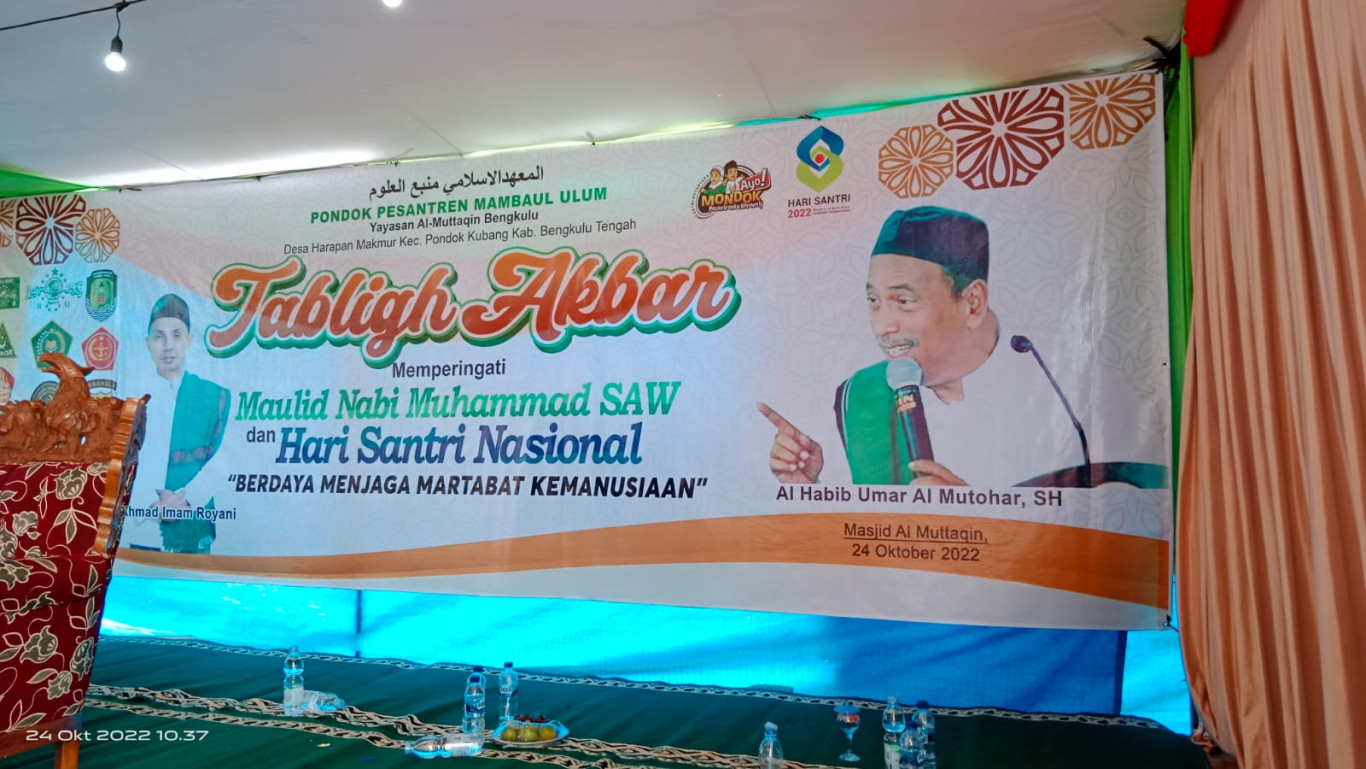 المعهدالاسلامي منبع العلوم
PONDOK PESANTREN MAMBAUL ULUM
Yayasan Al-Muttaqin Bengkulu
Desa Harapan Makmur Kec. Pondok Kubang Kab. Bengkulu Tengah
Ayo!
MONDOK
HARI SANTRI
2022
Tabligh Akbar
Memperingati
Maulid Nabi Muhammad SAW
dan Hari Santri Nasional
"BERDAYA MENJAGA MARTABAT KEMANUSIAAN"
Ahmad Imam Royani
Al Habib Umar Al Mutohar, SH
Masjid Al Muttaqin,
24 Oktober 2022
24 Okt 2022 10.37